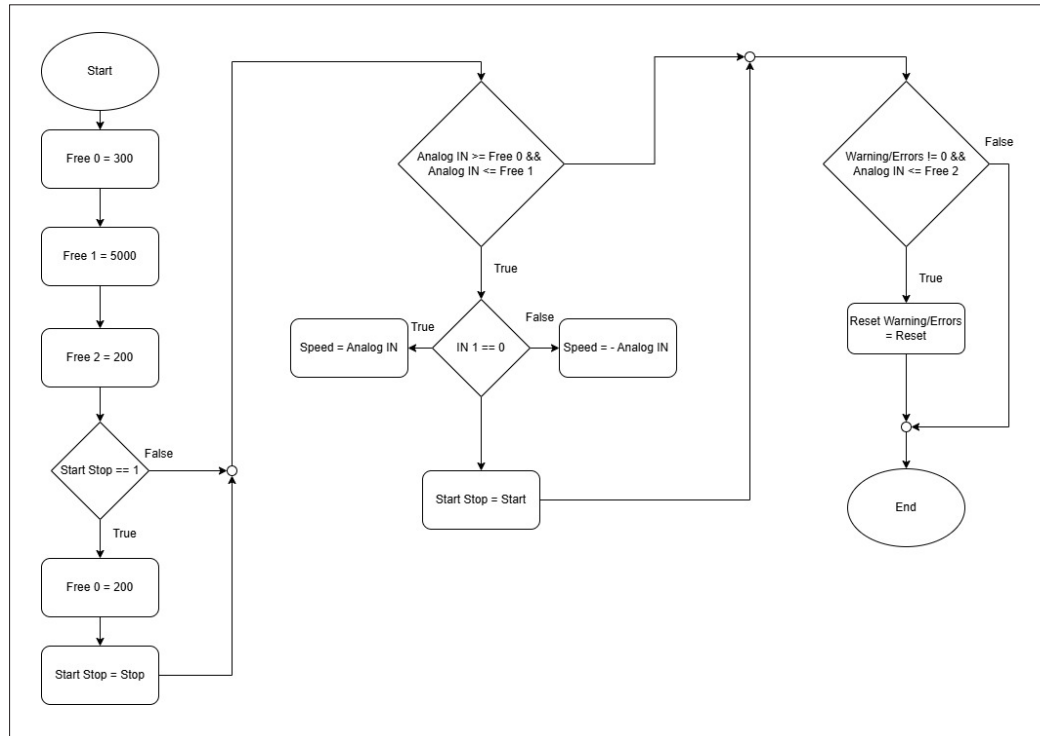 Start
Free 0 = 300
Free 1 = 5000
Free 2 = 200
Start Stop == 1
False
True
Free 0 = 200
Start Stop = Stop
Analog IN >= Free 0 &&
Analog IN <= Free 1
True
IN 1 == 0
True
Speed = Analog IN
False
Speed = - Analog IN
Start Stop = Start
Warning/Errors != 0 &&
Analog IN <= Free 2
False
True
Reset Warning/Errors
= Reset
End